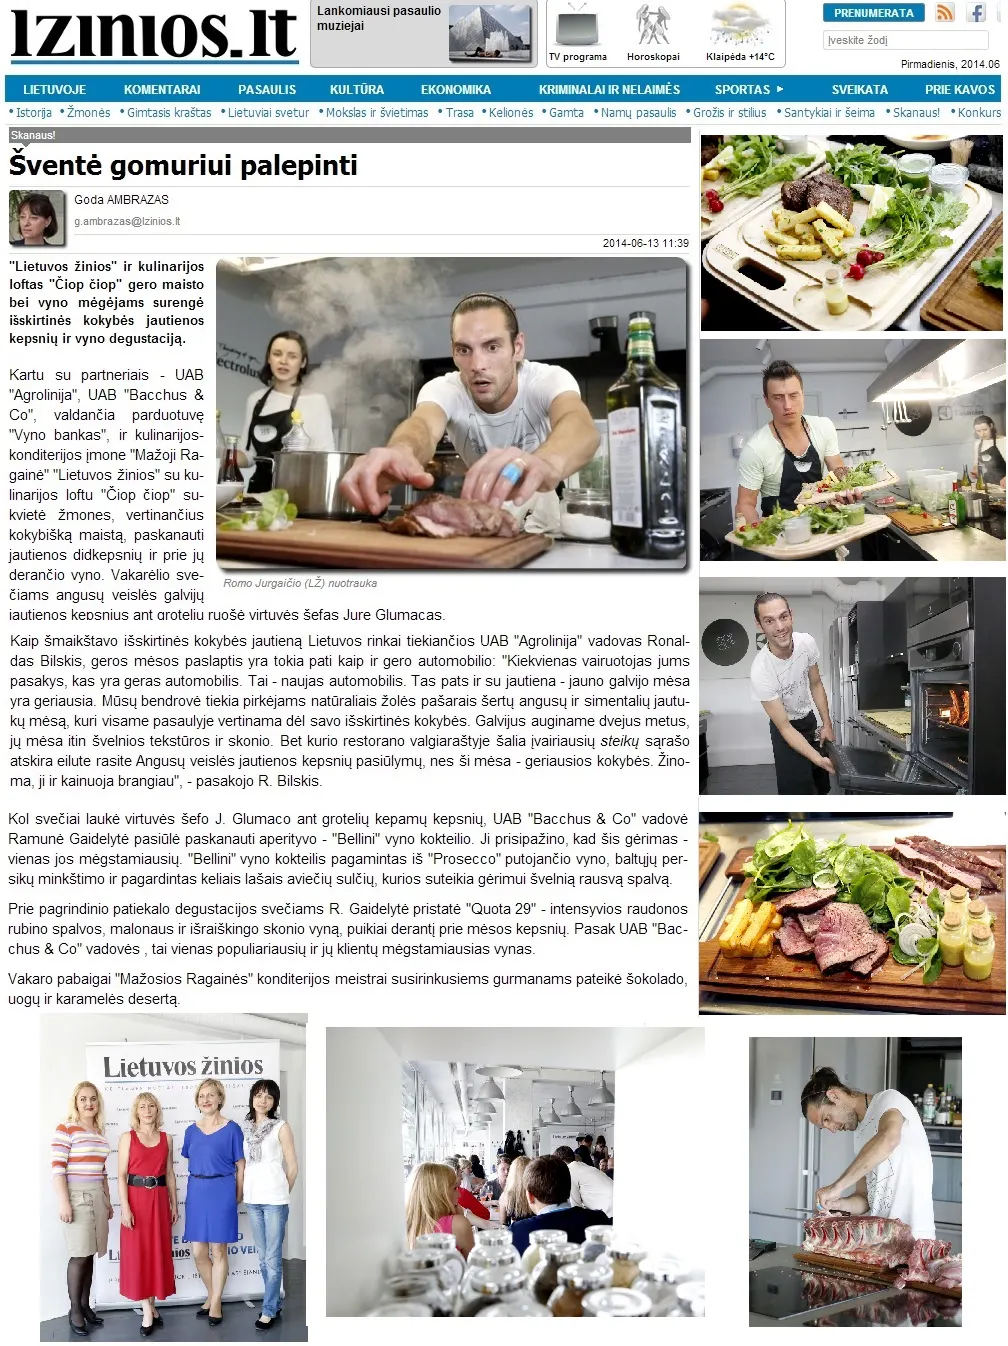 lzinios.lt
Lankomiausi pasaulio
muziejai
TV programa
Horoskopai
Klaipėda +14°C
PRENUMERATA
Įveskite žodį
Pirmadienis, 2014.06
LIETUVOJE KOMENTARAI PASAULIS KULTŪRA EKONOMIKA KRIMINALAI IR NELAIMĖS SPORTAS SVEIKATA PRIE KAVOS
• Istorija • Žmonės • Gimtasis kraštas • Lietuviai svetur • Mokslas ir švietimas • Trasa • Kelionės • Gamta • Namų pasaulis • Grožis ir stilius • Santykiai ir šeima • Skanaus! • Konkurs
Skanaus!
Šventė gomuriui palepinti
Goda AMBRAZAS
g.ambrazas@lzinios.lt
2014-06-13 11:39
"Lietuvos žinios" ir kulinarijos
loftas "Čiop čiop" gero maisto
bei vyno mėgėjams surengė
išskirtinės kokybės jautienos
kepsnių ir vyno degustaciją.
Kartu su partneriais - UAB
"Agrolinija", UAB "Bacchus &
Co", valdančia parduotuvę
"Vyno bankas", ir kulinarijos-
konditerijos įmone "Mažoji Ra-
gainė" "Lietuvos žinios" su ku-
linarijos loftu "Čiop čiop" su-
kvietė žmones, vertinančius
kokybišką maistą, paskanauti
jautienos didkepsnių ir prie jų
derančio vyno. Vakarėlio sve-
čiams angusų veislės galvijų
jautienos kepsnius ant grotelių ruošė virtuvės šefas Jure Glumacas.
Romo Jurgaičio (LŽ) nuotrauka
Kaip šmaikštavo išskirtinės kokybės jautieną Lietuvos rinkai tiekiančios UAB "Agrolinija" vadovas Ronal-
das Bilskis, geros mėsos paslaptis yra tokia pati kaip ir gero automobilio: "Kiekvienas vairuotojas jums
pasakys, kas yra geras automobilis. Tai - naujas automobilis. Tas pats ir su jautiena - jauno galvijo mėsa
yra geriausia. Mūsų bendrovė tiekia pirkėjams natūraliais žolės pašarais šertų angusų ir simentalių jautu-
kų mėsą, kuri visame pasaulyje vertinama dėl savo išskirtinės kokybės. Galvijus auginame dvejus metus,
jų mėsa itin švelnios tekstūros ir skonio. Bet kurio restorano valgiaraštyje šalia įvairiausių steikų sąrašo
atskira eilute rasite Angusų veislės jautienos kepsnių pasiūlymų, nes ši mėsa - geriausios kokybės. Žino-
ma, ji ir kainuoja brangiau", - pasakojo R. Bilskis.
Kol svečiai laukė virtuvės šefo J. Glumaco ant grotelių kepamų kepsnių, UAB "Bacchus & Co" vadovė
Ramunė Gaidelytė pasiūlė paskanauti aperityvo - "Bellini" vyno kokteilio. Ji prisipažino, kad šis gėrimas -
vienas jos mėgstamiausių. "Bellini" vyno kokteilis pagamintas iš "Prosecco" putojančio vyno, baltųjų per-
sikų minkštimo ir pagardintas keliais lašais aviečių sulčių, kurios suteikia gėrimui švelnią rausvą spalvą.
Prie pagrindinio patiekalo degustacijos svečiams R. Gaidelytė pristatė "Quota 29" - intensyvios raudonos
rubino spalvos, malonaus ir išraiškingo skonio vyną, puikiai derantį prie mėsos kepsnių. Pasak UAB "Bac-
chus & Co" vadovės , tai vienas populiariausių ir jų klientų mėgstamiausias vynas.
Vakaro pabaigai "Mažosios Ragainės" konditerijos meistrai susirinkusiems gurmanams pateikė šokolado,
uogų ir karamelės desertą.
Lietuvos žinios